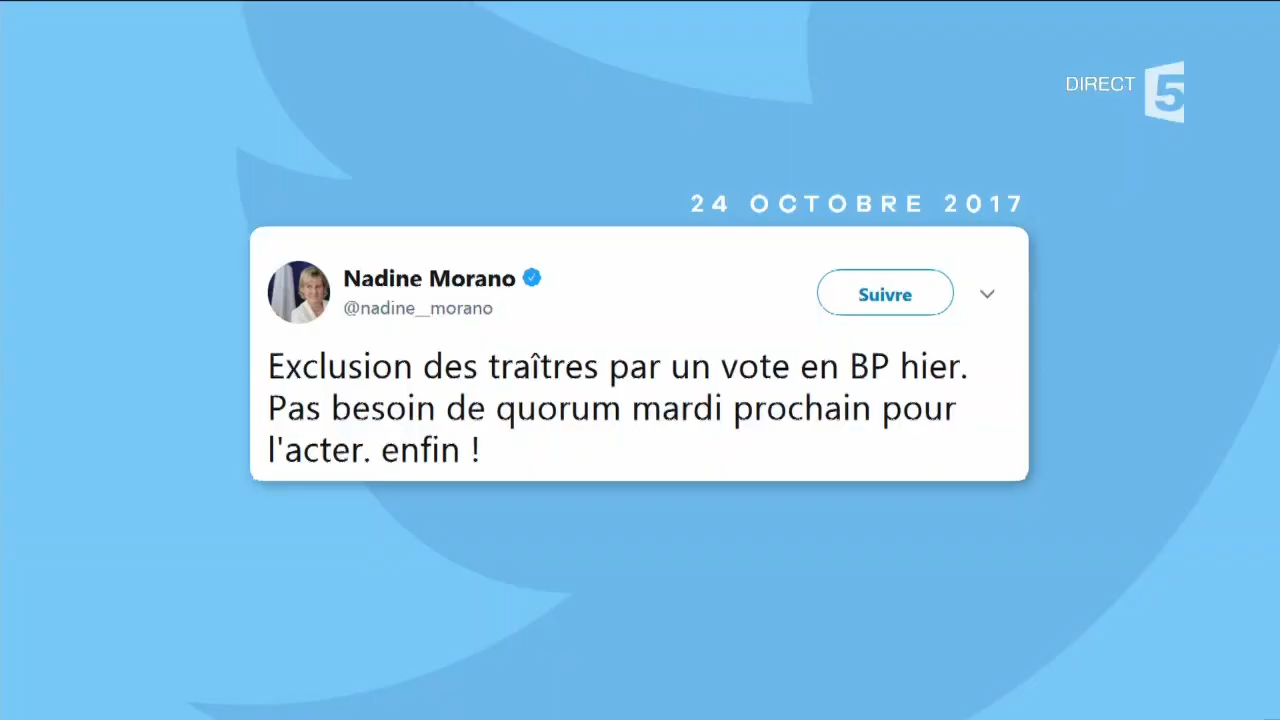 DIRECT 5
24 OCTOBRE 2017
Nadine Morano
@nadine__morano
Suivre
Exclusion des traîtres par un vote en BP hier.
Pas besoin de quorum mardi prochain pour
l'acter. enfin !